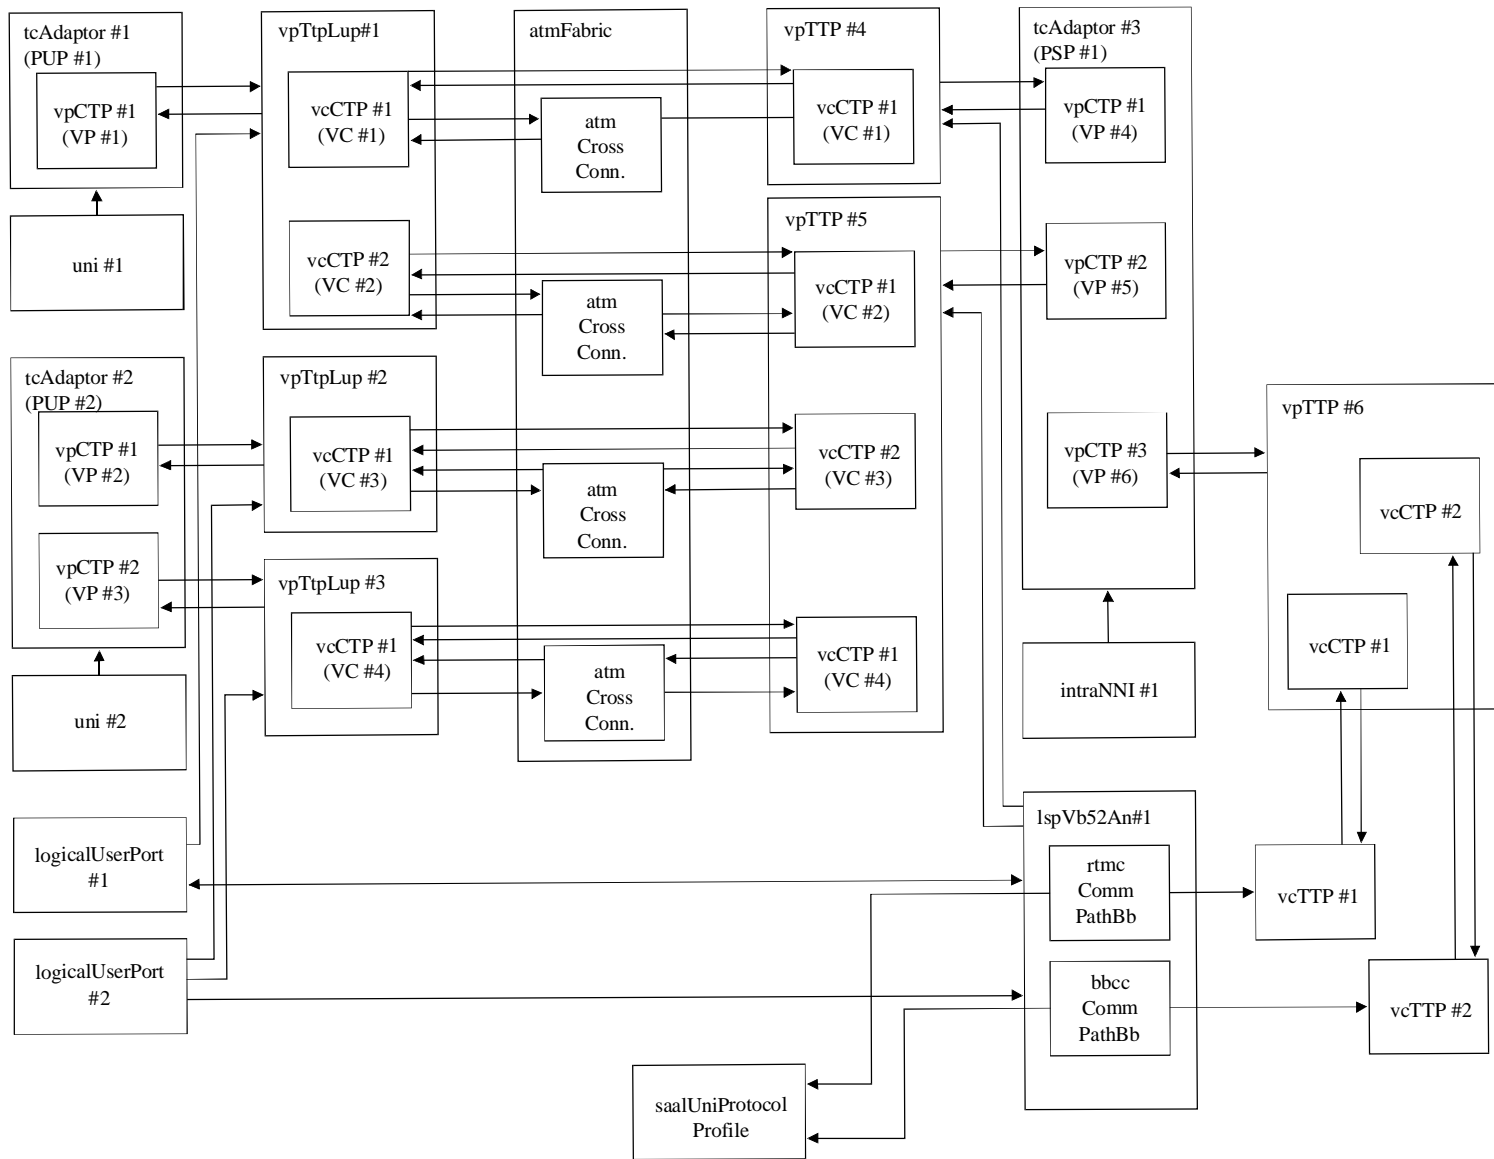 tcAdaptor #1
(PUP #1)
vpCTP #1
(VP #1)
uni #1
vpTtpLup#1
vcCTP #1
(VC #1)
vcCTP #2
(VC #2)
atmFabric
atm
Cross
Conn.
atm
Cross
Conn.
vpTTP #4
vcCTP #1
(VC #1)
vpTTP #5
vcCTP #1
(VC #2)
tcAdaptor #3
(PSP #1)
vpCTP #1
(VP #4)
vpCTP #2
(VP #5)
tcAdaptor #2
(PUP #2)
vpCTP #1
(VP #2)
vpCTP #2
(VP #3)
uni #2
vpTtpLup #2
vcCTP #1
(VC #3)
vpTtpLup #3
vcCTP #1
(VC #4)
atm
Cross
Conn.
atm
Cross
Conn.
vcCTP #2
(VC #3)
vcCTP #1
(VC #4)
vpCTP #3
(VP #6)
intraNNI #1
vpTTP #6
vcCTP #2
vcCTP #1
logicalUserPort
#1
logicalUserPort
#2
lspVb52An#1
rtmc
Comm
PathBb
bbcc
Comm
PathBb
vcTTP #1
vcTTP #2
saalUniProtocol
Profile